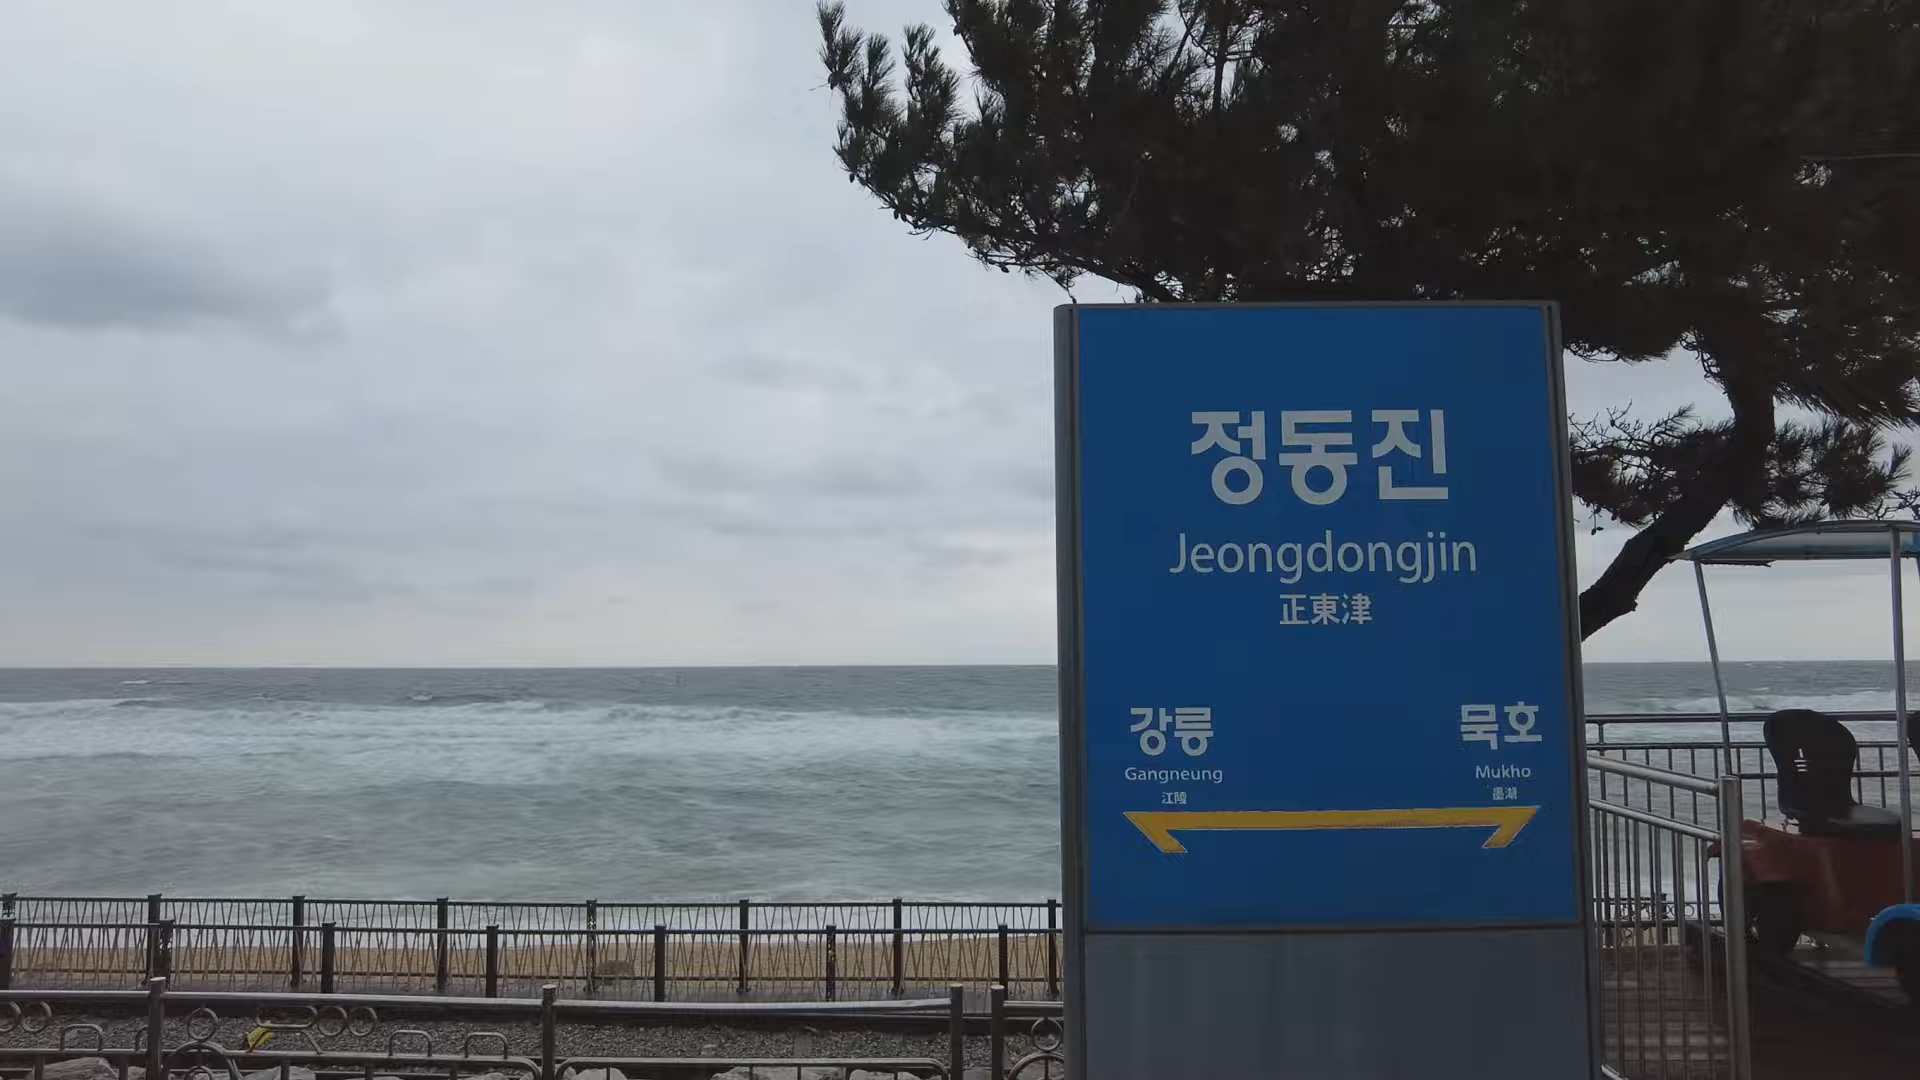 정동진
Jeongdongjin
正東津
강릉 묵호
Gangneung Mukho
江陵 墨湖